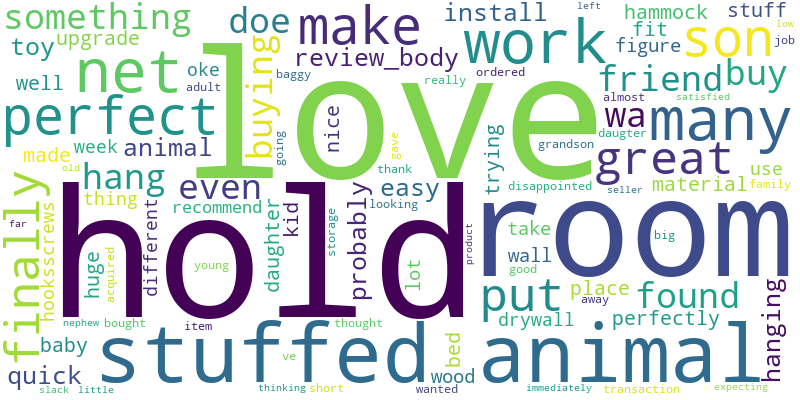 something
doe
make
install
hammock
stuff
low
left
toy
upgrade
net
love
work
fit
figure
son
job
well
oke
adult
buying
review_body
baggy
nice
really
ordered
friend
buy
perfect
many
almost
satisfied
wa
daugter
made
week
animal
going
gave
trying
grandson
great
old
hang
thing
even
thank
easy
disappointed
material
use
family
finally
hooksscrews
acquired
different
recommend
hold
daughter
kid
storage
probably
looking
room
seller
far
huge
young
lot
product
take
wall
big
good
put
place
away
found
hanging
nephew
bought
item
thought
drywall
perfectly
baby
stuffed
ve
bed
animal
quick
slack
little
thinking
short
wanted
wood
immediately
transaction
expecting